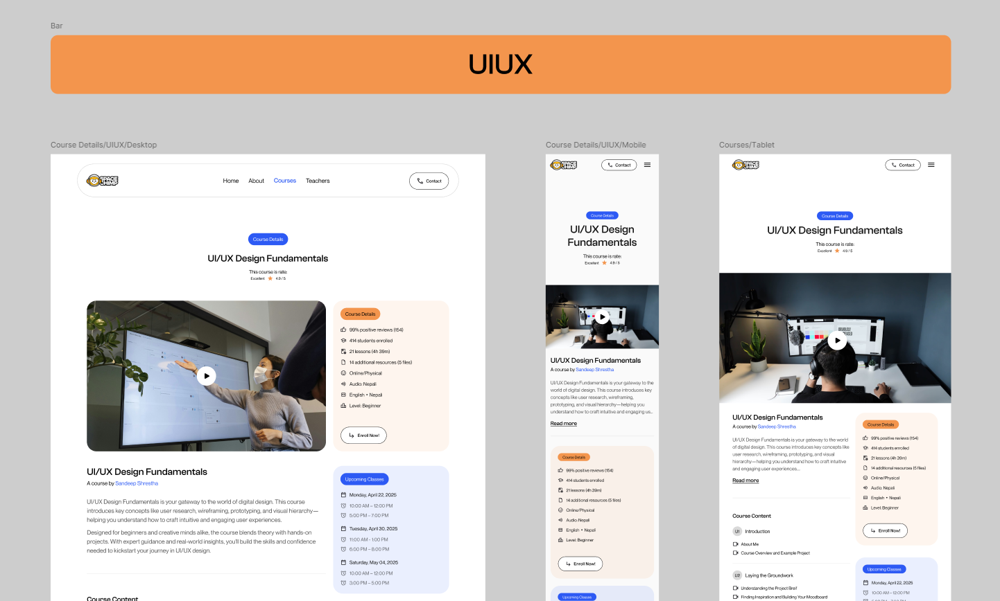 Bar
UIUX
Course Details/UIUX/Desktop
SPACE
CHIMP
Home About Courses Teachers
Contact
Course Details
UI/UX Design Fundamentals
This course is rate:
Excellent 4.9 / 5
Course Details
99% positive reviews (154)
414 students enrolled
21 lessons (4h 39m)
14 additional resources (5 files)
Online/Physical
Audio: Nepali
English • Nepali
Level: Beginner
Enroll Now!
UI/UX Design Fundamentals
A course by Sandeep Shrestha
UI/UX Design Fundamentals is your gateway to the world of digital design. This course
introduces key concepts like user research, wireframing, prototyping, and visual hierarchy—
helping you understand how to craft intuitive and engaging user experiences.
Designed for beginners and creative minds alike, the course blends theory with hands-on
projects. With expert guidance and real-world insights, you'll build the skills and confidence
needed to kickstart your journey in UI/UX design.
Upcoming Classes
Monday, April 22, 2025
10:00 AM – 12:00 PM
5:00 PM – 7:00 PM
Tuesday, April 30, 2025
11:00 AM - 1:00 PM
6:00 PM – 8:00 PM
Saturday, May 04, 2025
10:00 AM – 12:00 PM
3:00 PM – 5:00 PM
Course Content
Course Details/UIUX/Mobile
SPACE
CHIMP
Contact
Course Details
UI/UX Design
Fundamentals
This course is rate:
Excellent 4.9 / 5
UI/UX Design Fundamentals
A course by Sandeep Shrestha
UI/UX Design Fundamentals is your gateway to the
world of digital design. This course introduces key
concepts like user research, wireframing,
prototyping, and visual hierarchy—helping you
understand how to craft intuitive and engaging us...
Read more
Course Details
99% positive reviews (154)
414 students enrolled
21 lessons (4h 39m)
14 additional resources (5 files)
Online/Physical
Audio: Nepali
English • Nepali
Level: Beginner
Enroll Now!
Upcoming Classes
Courses/Tablet
SPACE
CHIMP
Contact
Course Details
UI/UX Design Fundamentals
This course is rate:
Excellent 4.9 / 5
UI/UX Design Fundamentals
A course by Sandeep Shrestha
UI/UX Design Fundamentals is your gateway to the world
of digital design. This course introduces key concepts like
user research, wireframing, prototyping, and visual
hierarchy—helping you understand how to craft intuitive
and engaging user experiences...
Read more
Course Content
U1 Introduction
About Me
Course Overview and Example Project
U2 Laying the Groundwork
Understanding the Project Breif
Finding Inspiration and Building Your Moodboard
Course Details
99% positive reviews (154)
414 students enrolled
21 lessons (4h 39m)
14 additional resources (5 files)
Online/Physical
Audio: Nepali
English • Nepali
Level: Beginner
Enroll Now!
Upcoming Classes
Monday, April 22, 2025
10:00 AM – 12:00 PM